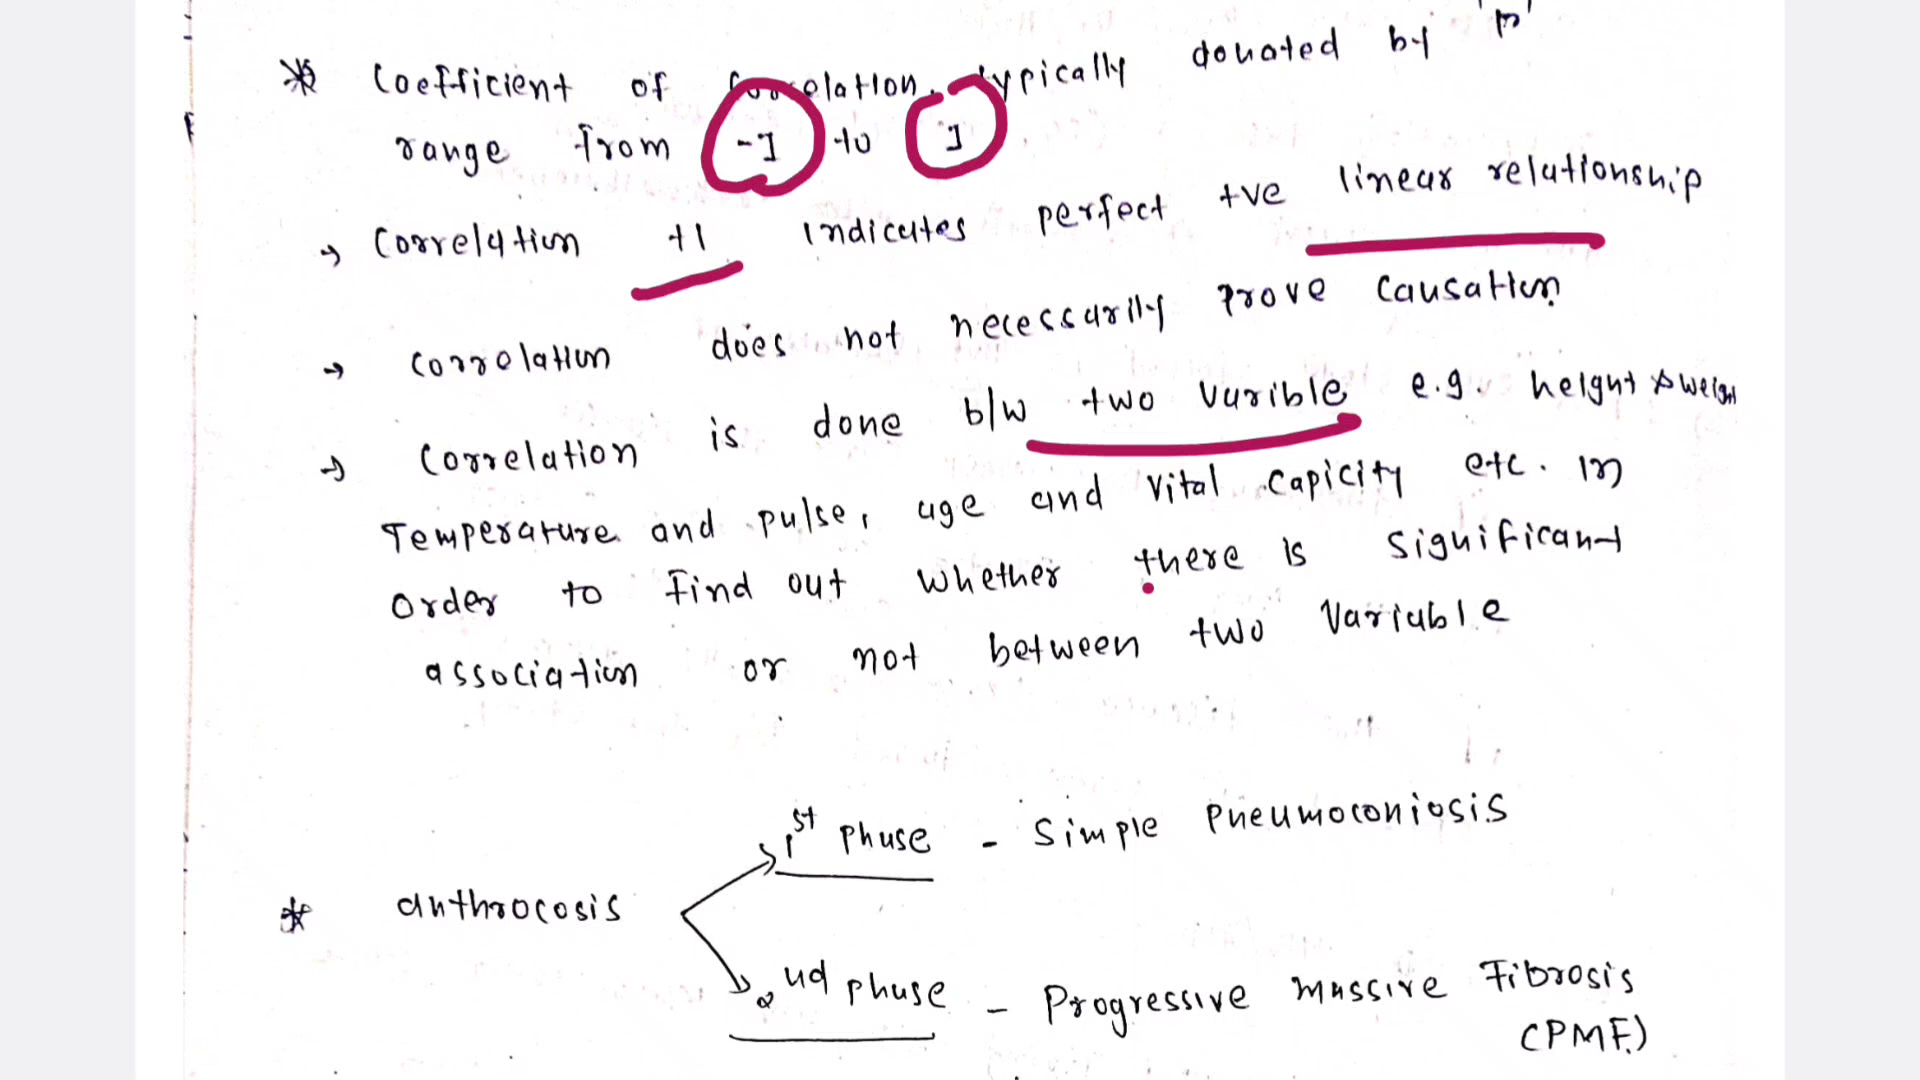 * Coefficient of Correlation, typically donated by 'r'
range from -1 to 1
→ Correlation +1 indicates perfect +ve linear relationship
→ Correlation does not necessarily prove causation
→ Correlation is done b/w two varible e.g. height & weight
Temperature and pulse, age and vital capicity etc. in
order to find out whether there is significant
association or not between two variable
* anthrocosis
1st phase - Simple pneumoconiosis
2nd phase - Progressive massive Fibrosis
(PMF)